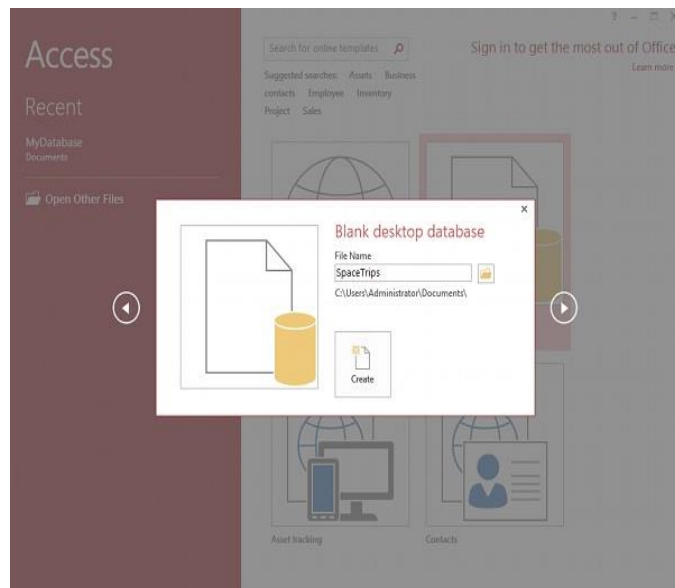 ? – □ X
Access
Recent
MyDatabase
Documents
Open Other Files
Search for online templates
Sign in to get the most out of Office
Learn more
Suggested searches: Assets Business
contacts Employee Inventory
Project Sales
Blank desktop database
File Name
SpaceTrips
C:\Users\Administrator\Documents\
Create
Asset tracking
Contacts